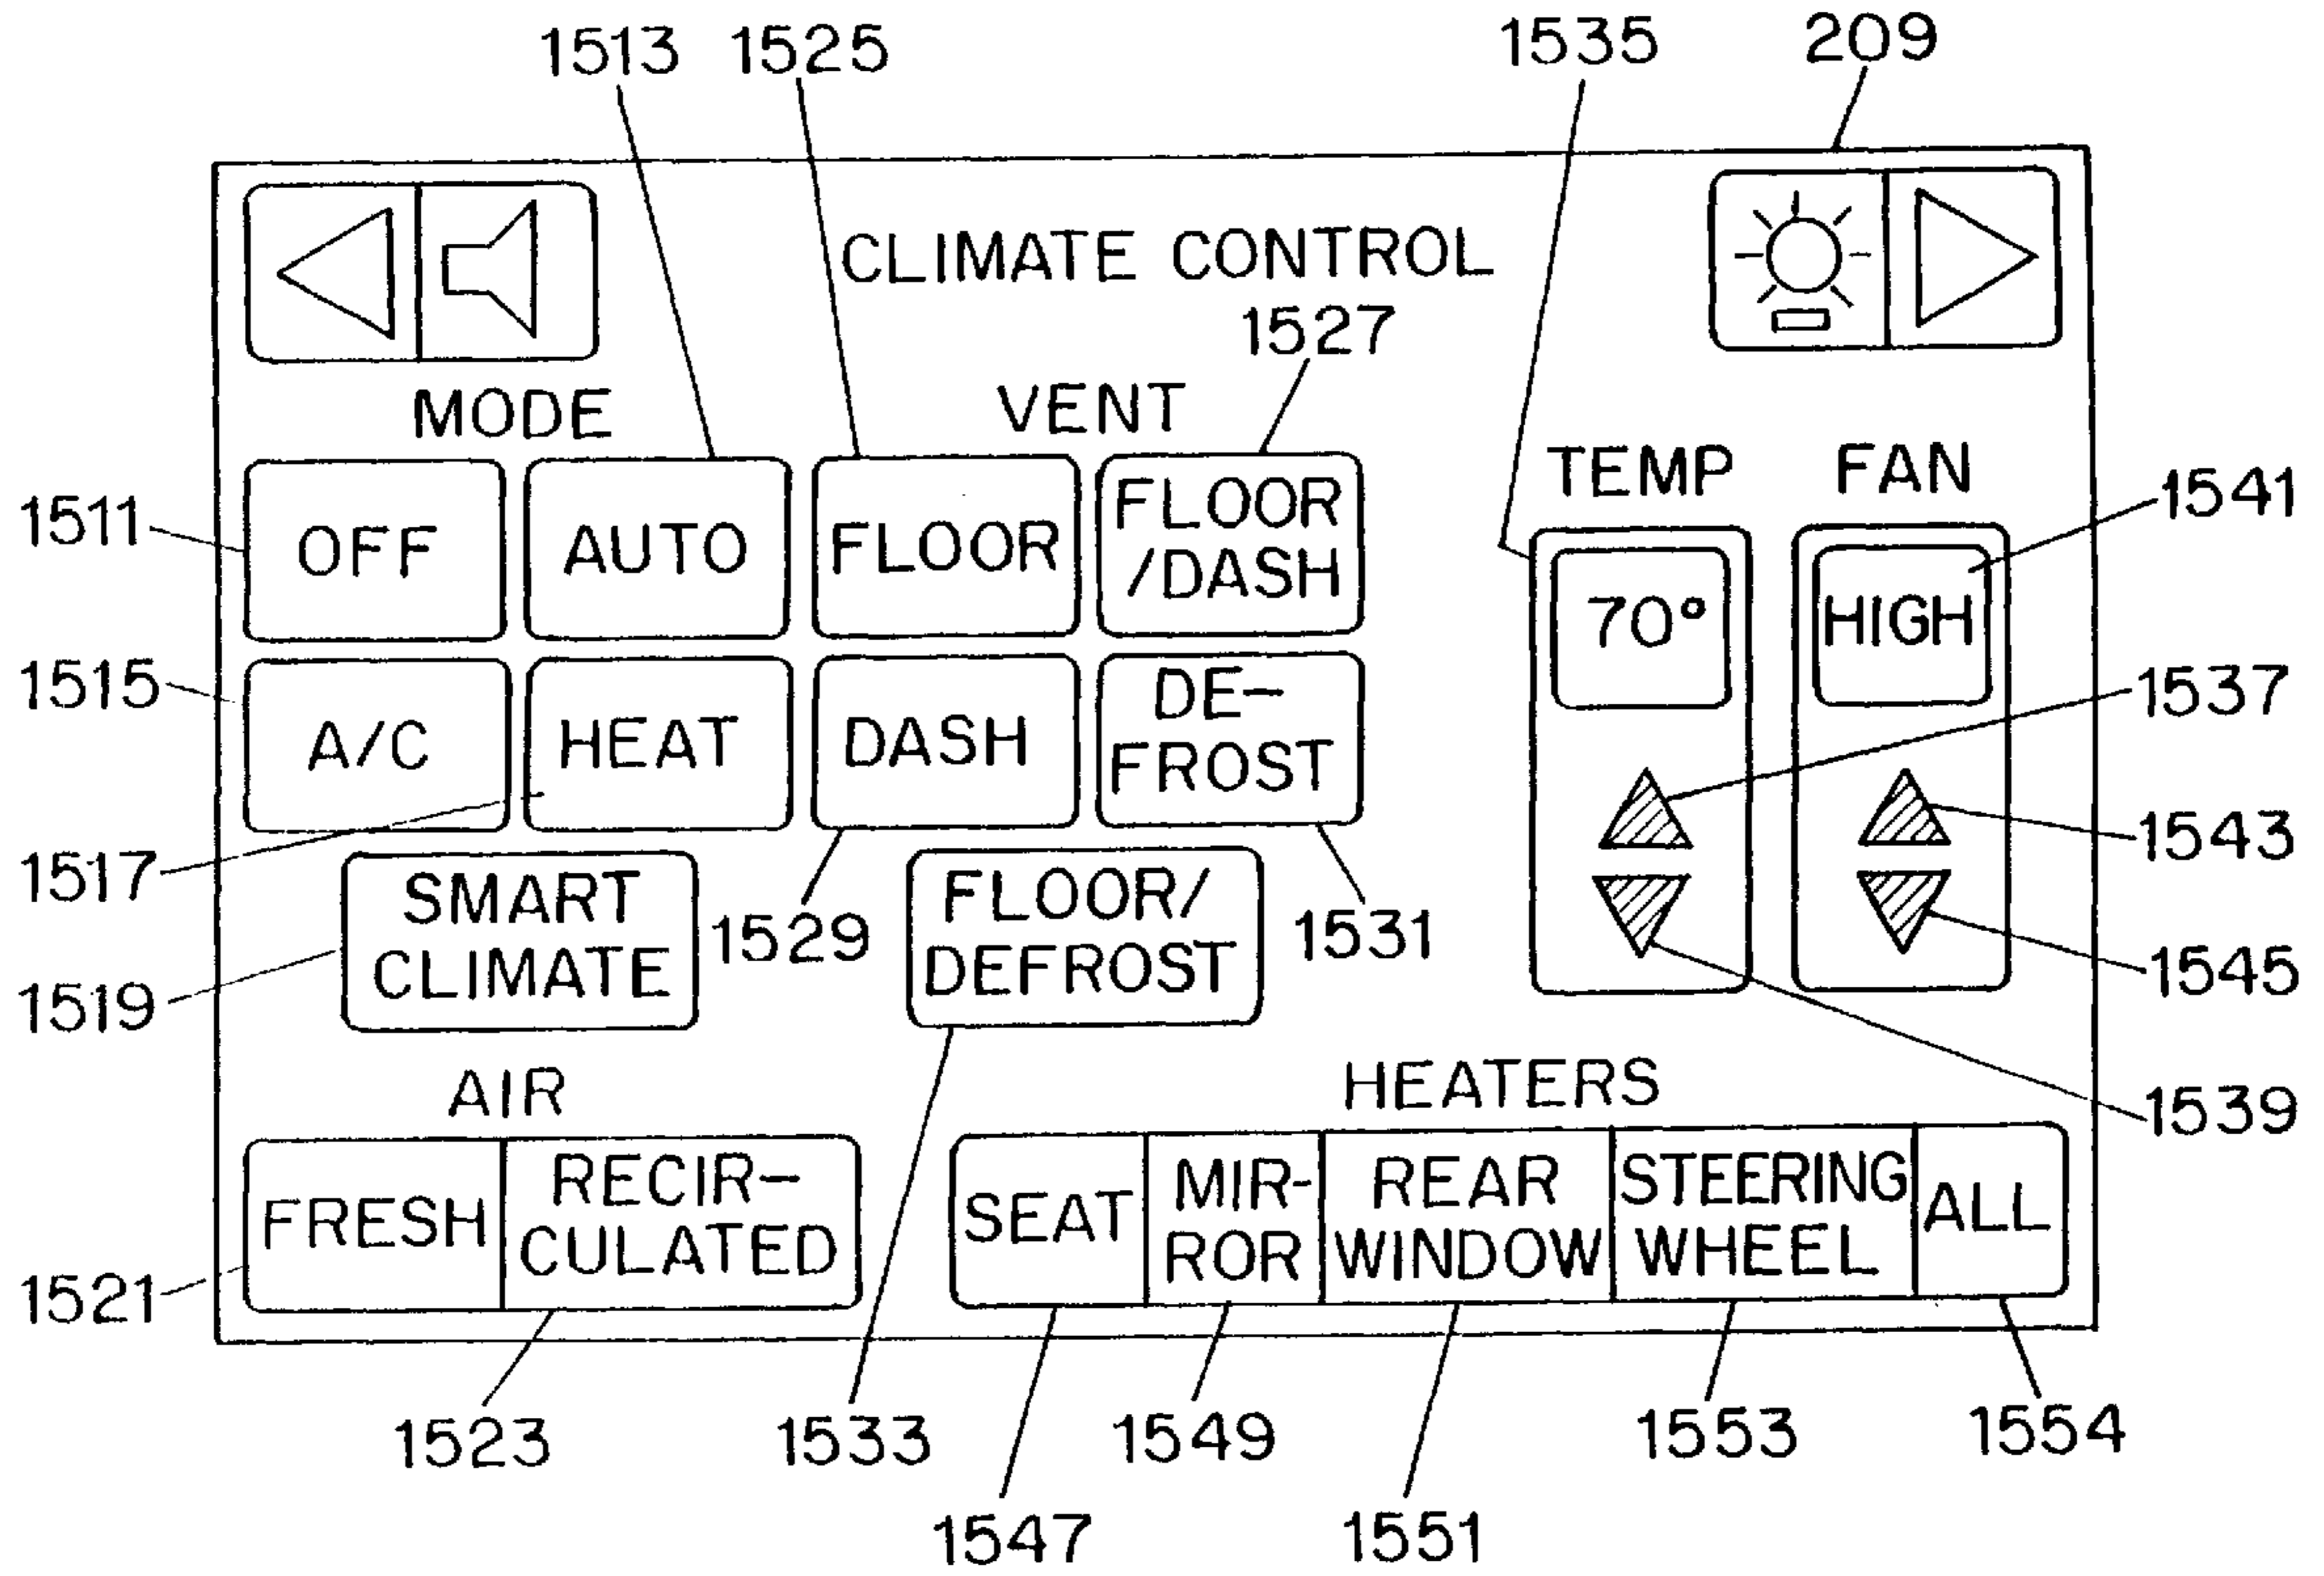 1513 1525 1535 209
CLIMATE CONTROL
1527
MODE VENT
TEMP FAN
1511 OFF AUTO FLOOR FLOOR
/DASH 70° HIGH 1541
1515 A/C HEAT DASH DE-
FROST 1537
1517 1543
SMART
CLIMATE 1529 FLOOR/
DEFROST 1531 1545
1519
AIR HEATERS 1539
FRESH RECIR-
CULATED SEAT MIR-
ROR REAR
WINDOW STEERING
WHEEL ALL
1521
1523 1533 1549 1553 1554
1547 1551